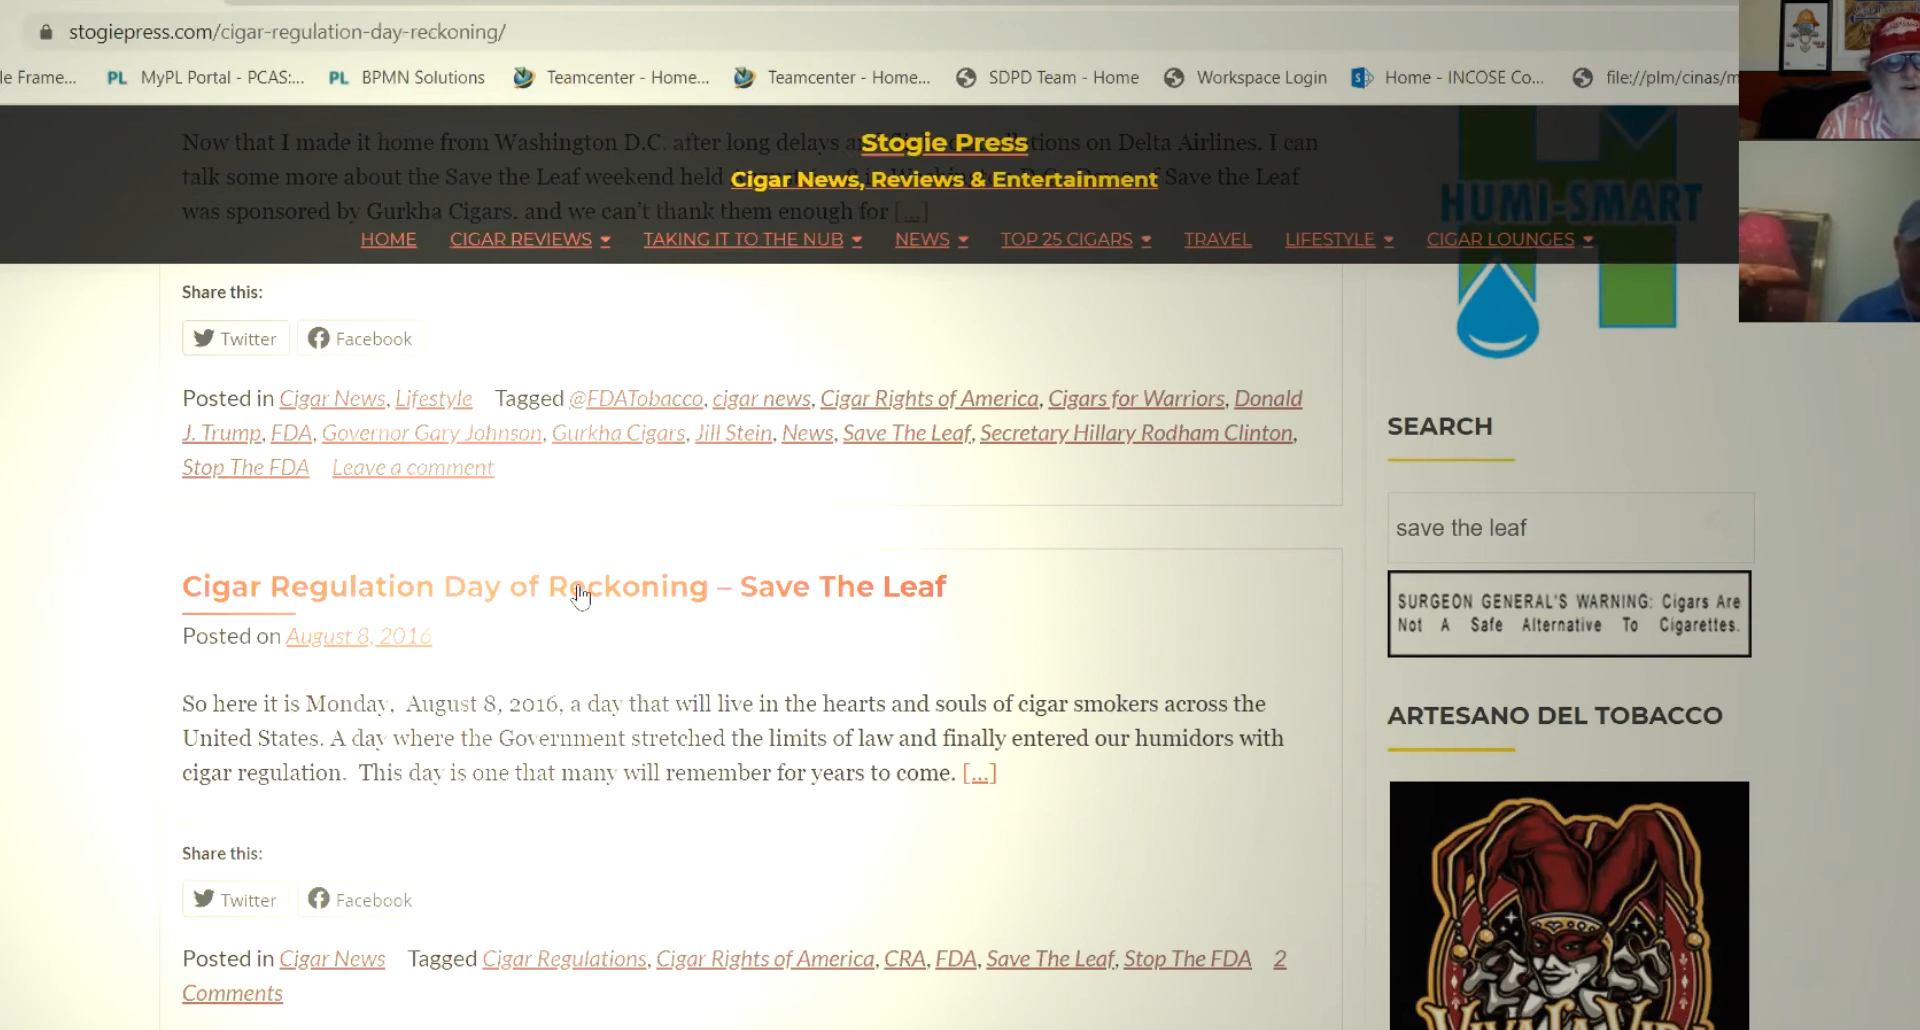 stogiepress.com/cigar-regulation-day-reckoning/
le Frame...
MyPL Portal - PCAS:...
BPMN Solutions
Teamcenter - Home...
Teamcenter - Home...
SDPD Team - Home
Workspace Login
Home - INCOSE Co...
file://plm/cinas/m
Now that I made it home from Washington D.C. after long delays a
tions on Delta Airlines. I can
Stogie Press
talk some more about the Save the Leaf weekend held
Save the Leaf
Cigar News, Reviews & Entertainment
was sponsored by Gurkha Cigars, and we can't thank them enough for [...]
HUMI-SMART
HOME
CIGAR REVIEWS
TAKING IT TO THE NUB
NEWS
TOP 25 CIGARS
TRAVEL
LIFESTYLE
CIGAR LOUNGES
Share this:
Twitter
Facebook
Posted in Cigar News, Lifestyle Tagged @FDATobacco, cigar news, Cigar Rights of America, Cigars for Warriors, Donald
J. Trump, FDA, Governor Gary Johnson, Gurkha Cigars, Jill Stein, News, Save The Leaf, Secretary Hillary Rodham Clinton,
Stop The FDA Leave a comment
SEARCH
save the leaf
SURGEON GENERAL'S WARNING: Cigars Are
Not A Safe Alternative To Cigarettes.
Cigar Regulation Day of Reckoning – Save The Leaf
Posted on August 8, 2016
So here it is Monday,  August 8, 2016, a day that will live in the hearts and souls of cigar smokers across the
United States. A day where the Government stretched the limits of law and finally entered our humidors with
cigar regulation.  This day is one that many will remember for years to come. [...]
ARTESANO DEL TOBACCO
Share this:
Twitter
Facebook
Posted in Cigar News Tagged Cigar Regulations, Cigar Rights of America, CRA, FDA, Save The Leaf, Stop The FDA 2
Comments